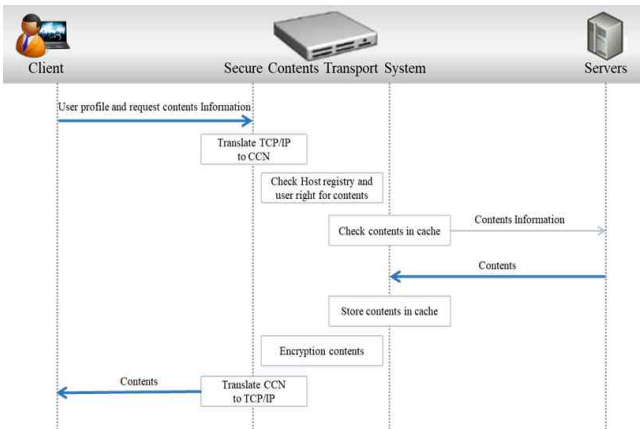 Client
Secure Contents Transport System
Servers
User profile and request contents Information
Translate TCP/IP
to CCN
Check Host registry and
user right for contents
Check contents in cache
Contents Information
Contents
Store contents in cache
Encryption contents
Contents
Translate CCN
to TCP/IP